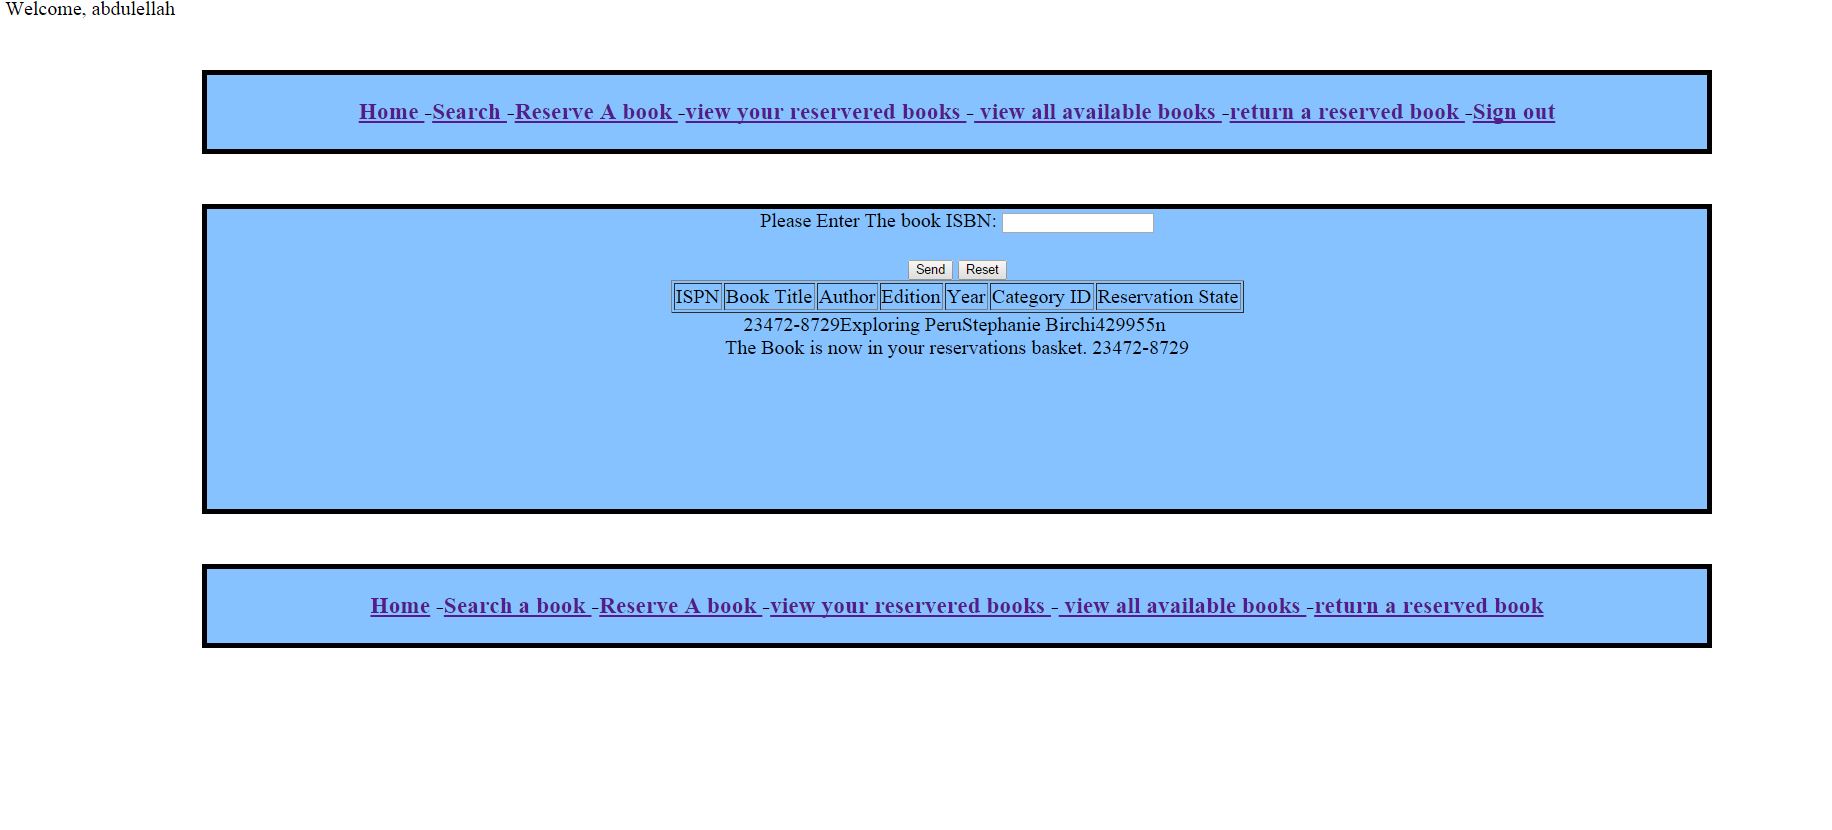 Welcome, abdulellah
Home -Search -Reserve A book -view your reservered books - view all available books -return a reserved book -Sign out
Please Enter The book ISBN:
Send Reset
ISPN Book Title Author Edition Year Category ID Reservation State
23472-8729Exploring PeruStephanie Birchi429955n
The Book is now in your reservations basket. 23472-8729
Home -Search a book -Reserve A book -view your reservered books - view all available books -return a reserved book